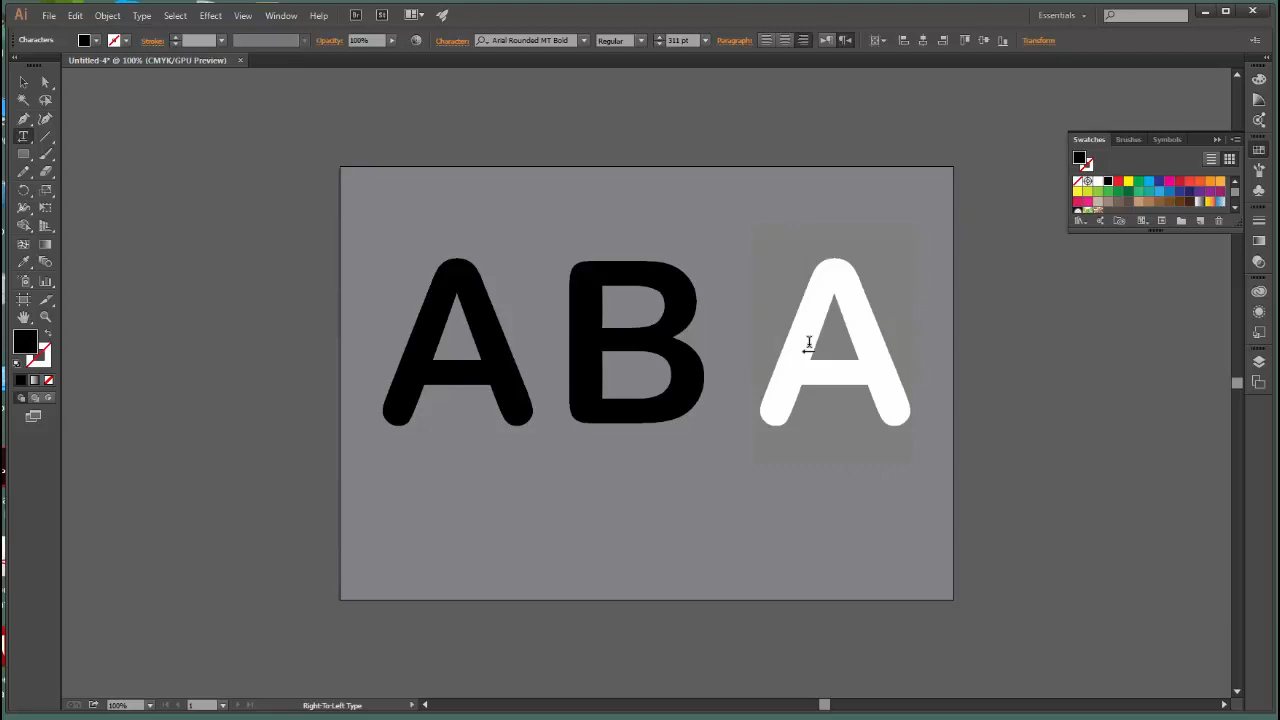 Ai File Edit Object Type Select Effect View Window Help Br St Essentials
Characters Stroke: Opacity: 100% Character: Arial Rounded MT Bold Regular 311 pt Paragraph: Transform
Untitled-4* @ 100% (CMYK/GPU Preview) ×
Swatches Brushes Symbols
A B A
100% 1 Right-To-Left Type